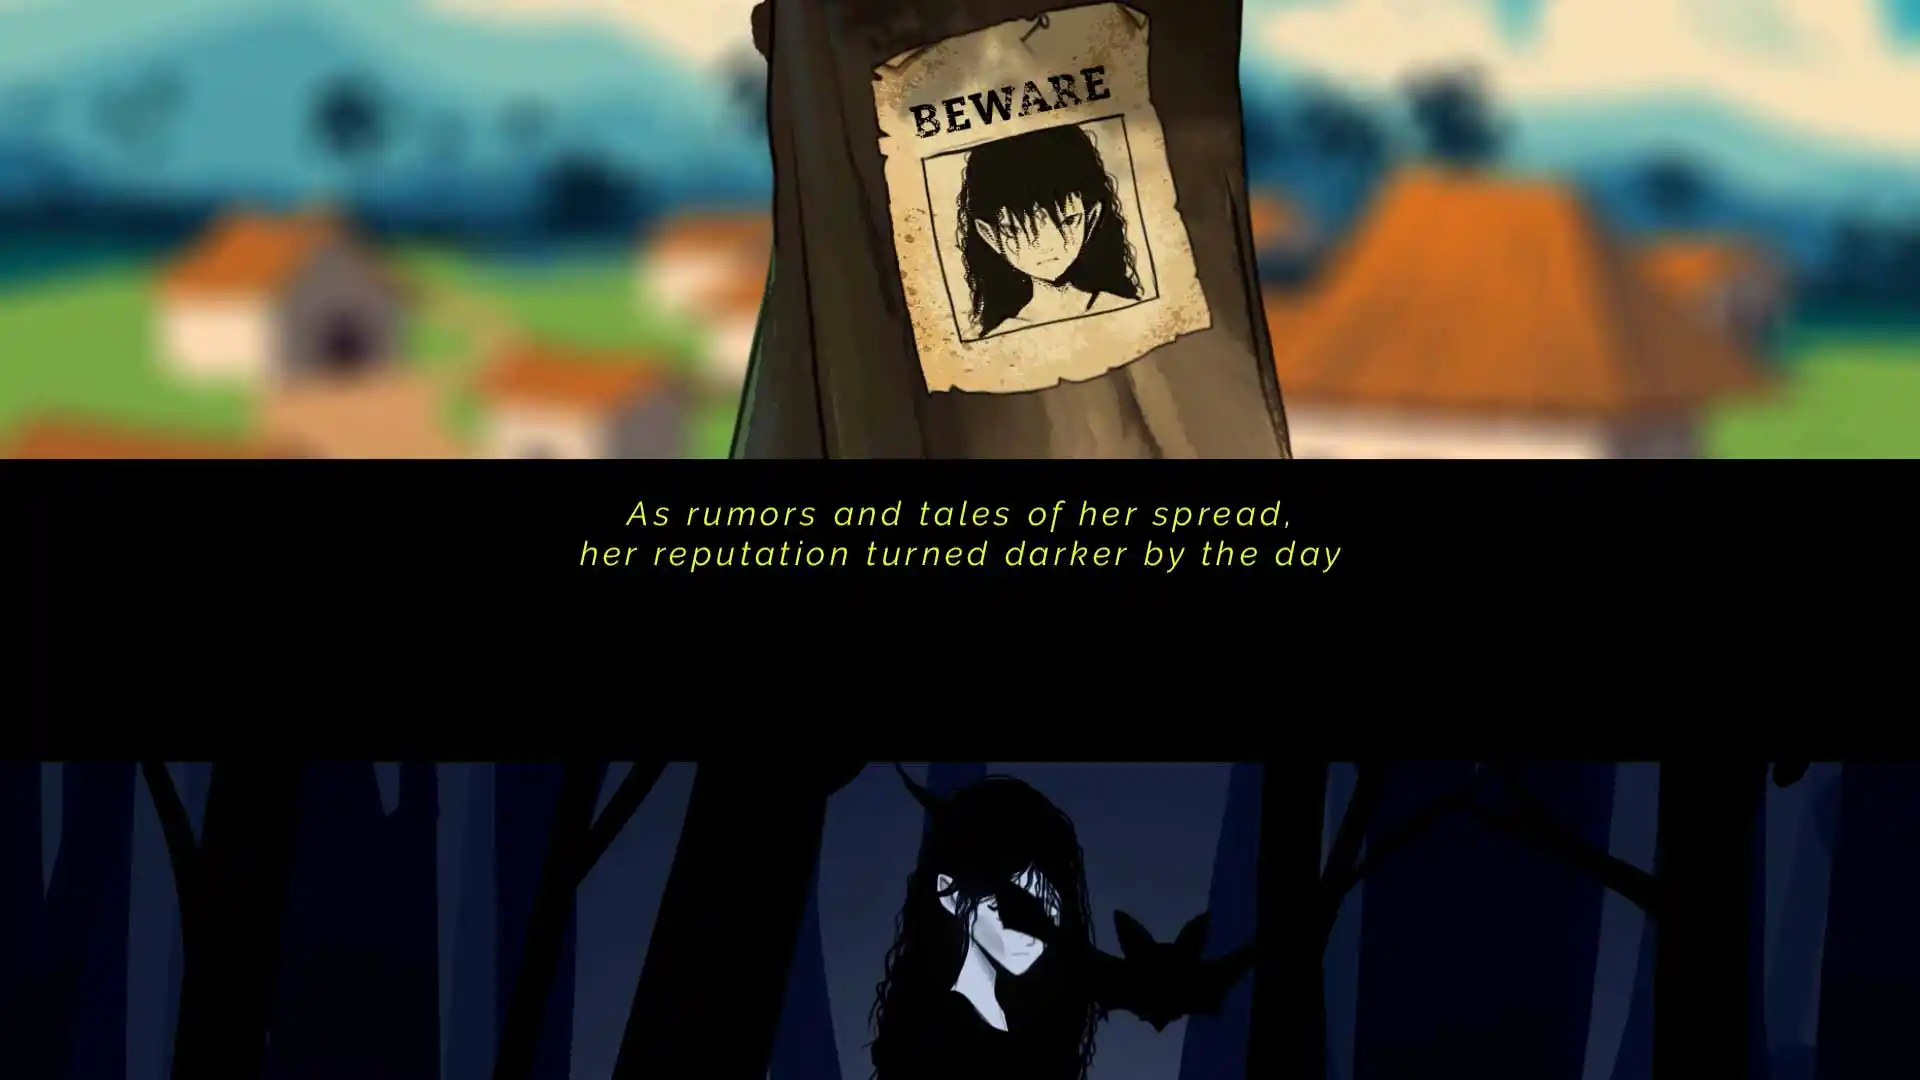 BEWARE
As rumors and tales of her spread,
her reputation turned darker by the day